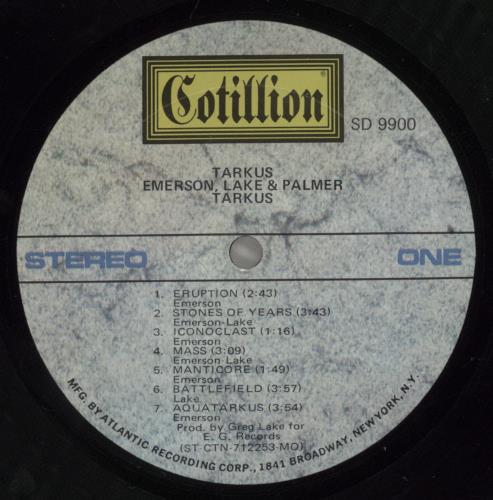 Cotillion®
SD 9900
TARKUS
EMERSON, LAKE & PALMER
TARKUS
STEREO
ONE
1. ERUPTION (2:43)
Emerson
2. STONES OF YEARS (3:43)
Emerson-Lake
3. ICONOCLAST (1:16)
Emerson
4. MASS (3:09)
Emerson-Lake
5. MANTICORE (1:49)
Emerson
6. BATTLEFIELD (3:57)
Lake
7. AQUATARKUS (3:54)
Emerson
Prod. by Greg Lake for
E. G. Records
(ST-CTN-712253-MO)
MFG. BY ATLANTIC RECORDING CORP., 1841 BROADWAY, NEW YORK, N.Y.